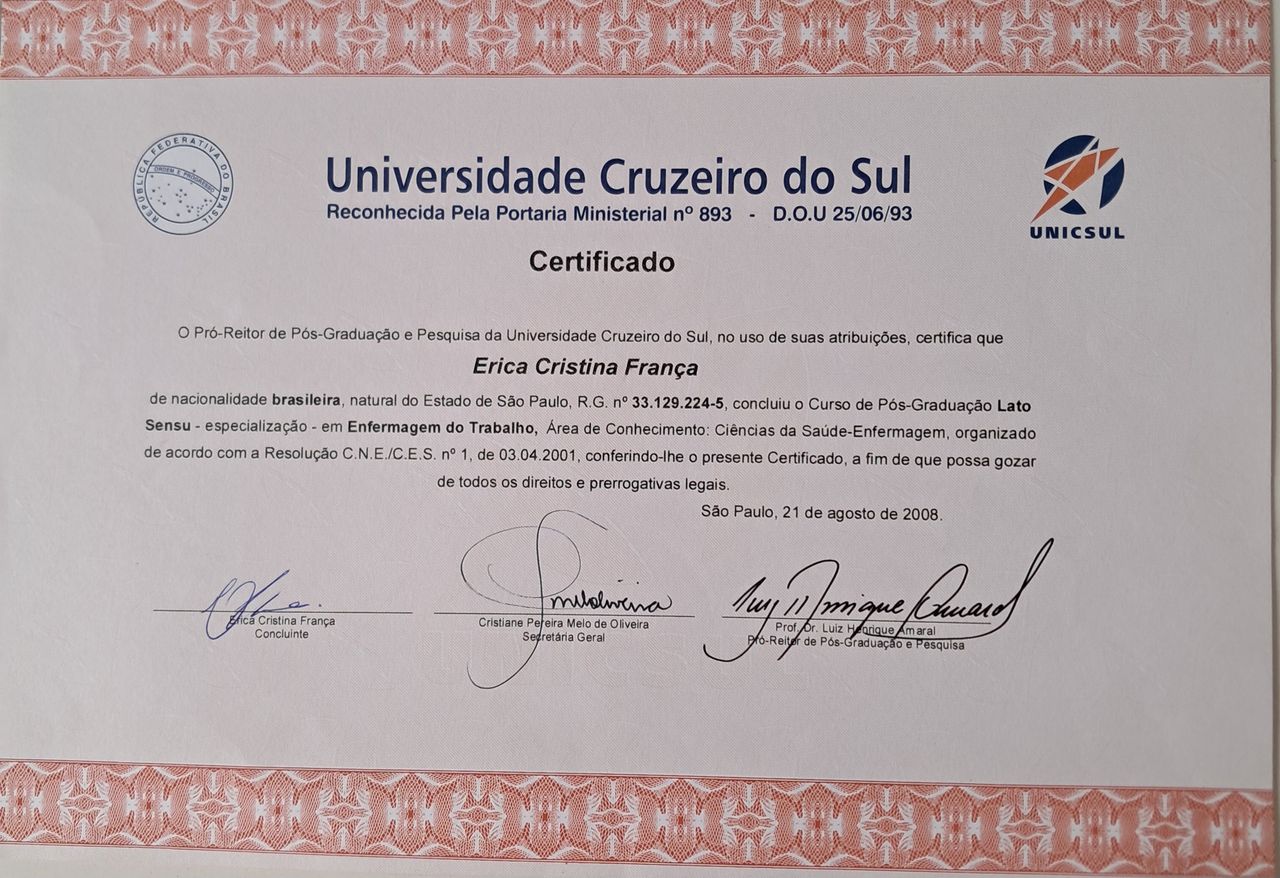 REPÚBLICA FEDERATIVA DO BRASIL
ORDEM E PROGRESSO
Universidade Cruzeiro do Sul
Reconhecida Pela Portaria Ministerial nº 893 - D.O.U 25/06/93
UNICSUL
Certificado
O Pró-Reitor de Pós-Graduação e Pesquisa da Universidade Cruzeiro do Sul, no uso de suas atribuições, certifica que
Erica Cristina França
de nacionalidade brasileira, natural do Estado de São Paulo, R.G. nº 33.129.224-5, concluiu o Curso de Pós-Graduação Lato
Sensu - especialização - em Enfermagem do Trabalho, Área de Conhecimento: Ciências da Saúde-Enfermagem, organizado
de acordo com a Resolução C.N.E./C.E.S. nº 1, de 03.04.2001, conferindo-lhe o presente Certificado, a fim de que possa gozar
de todos os direitos e prerrogativas legais.
São Paulo, 21 de agosto de 2008.
Erica Cristina França
Concluinte
Cristiane Pereira Melo de Oliveira
Secretária Geral
Prof. Dr. Luiz Henrique Amaral
Pró-Reitor de Pós-Graduação e Pesquisa